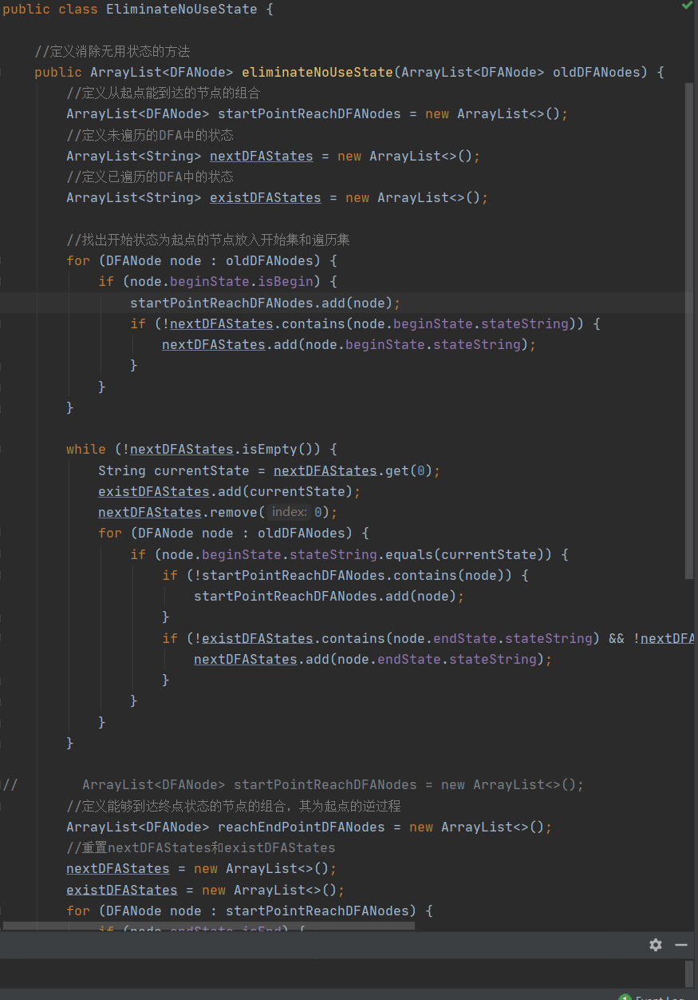 public class EliminateNoUseState {
//定义消除无用状态的方法
public ArrayList<DFANode> eliminateNoUseState(ArrayList<DFANode> oldDFANodes) {
//定义从起点能到达的节点的组合
ArrayList<DFANode> startPointReachDFANodes = new ArrayList<>();
//定义未遍历的DFA中的状态
ArrayList<String> nextDFAStates = new ArrayList<>();
//定义已遍历的DFA中的状态
ArrayList<String> existDFAStates = new ArrayList<>();
//找出开始状态为起点的节点放入开始集和遍历集
for (DFANode node : oldDFANodes) {
if (node.beginState.isBegin) {
startPointReachDFANodes.add(node);
if (!nextDFAStates.contains(node.beginState.stateString)) {
nextDFAStates.add(node.beginState.stateString);
}
}
}
while (!nextDFAStates.isEmpty()) {
String currentState = nextDFAStates.get(0);
existDFAStates.add(currentState);
nextDFAStates.remove( index: 0);
for (DFANode node : oldDFANodes) {
if (node.beginState.stateString.equals(currentState)) {
if (!startPointReachDFANodes.contains(node)) {
startPointReachDFANodes.add(node);
}
if (!existDFAStates.contains(node.endState.stateString) && !nextDFA
nextDFAStates.add(node.endState.stateString);
}
}
}
}
// ArrayList<DFANode> startPointReachDFANodes = new ArrayList<>();
//定义能够到达终点状态的节点的组合，其为起点的逆过程
ArrayList<DFANode> reachEndPointDFANodes = new ArrayList<>();
//重置nextDFAStates和existDFAStates
nextDFAStates = new ArrayList<>();
existDFAStates = new ArrayList<>();
for (DFANode node : startPointReachDFANodes) {
if (node.endState.isEnd) {
1 Event Log